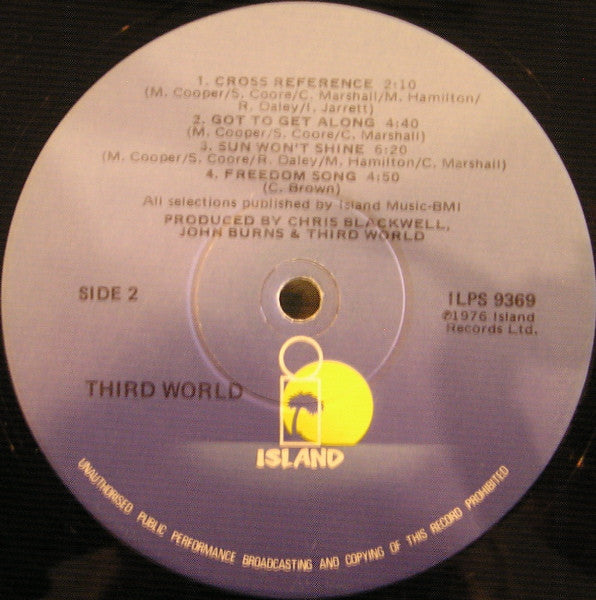 1. CROSS REFERENCE 2:10
(M. Cooper/S. Coore/C. Marshall/M. Hamilton/
R. Daley/I. Jarrett)
2. GOT TO GET ALONG 4:40
(M. Cooper/S. Coore/C. Marshall)
3. SUN WON'T SHINE 6:20
(M. Cooper/S. Coore/R. Daley/M. Hamilton/C. Marshall)
4. FREEDOM SONG 4:50
(C. Brown)
All selections published by Island Music-BMI
PRODUCED BY CHRIS BLACKWELL,
JOHN BURNS & THIRD WORLD
SIDE 2
ILPS 9369
℗1976 Island
Records Ltd.
THIRD WORLD
ISLAND
UNAUTHORISED PUBLIC PERFORMANCE BROADCASTING AND COPYING OF THIS RECORD PROHIBITED